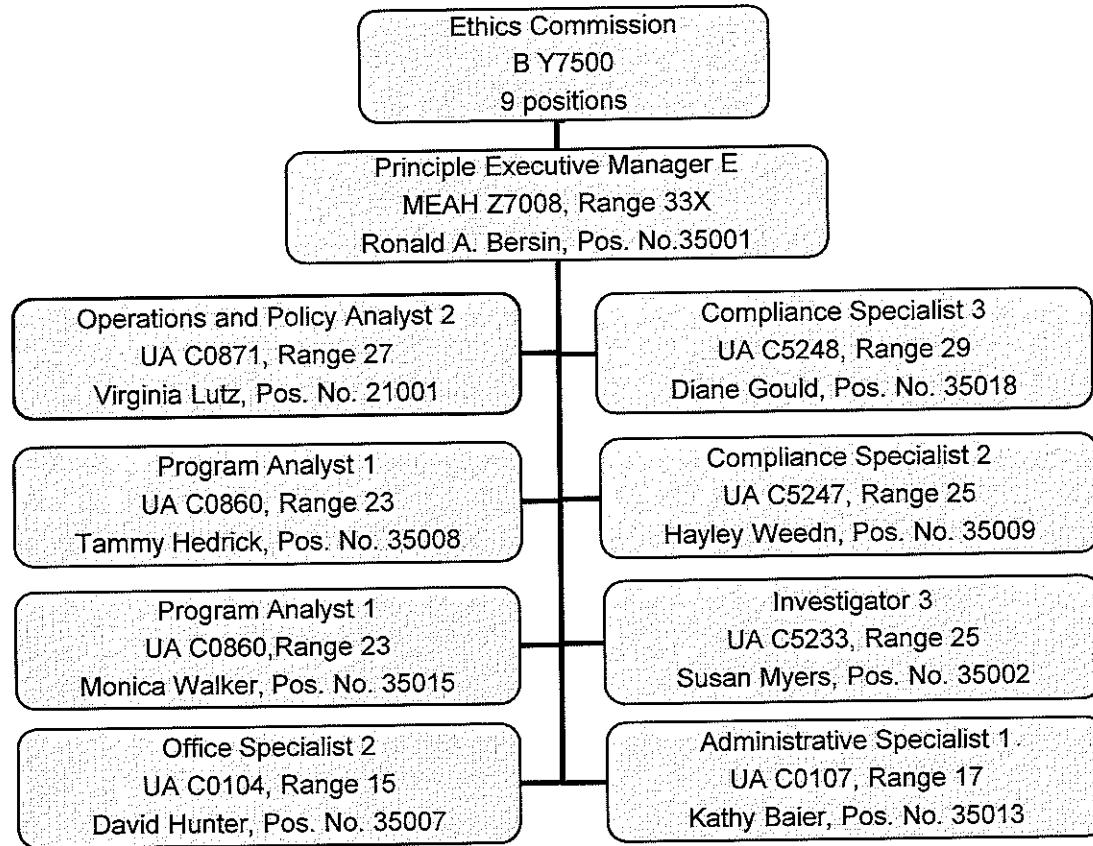 Ethics Commission
B Y7500
9 positions
Principle Executive Manager E
MEAH Z7008, Range 33X
Ronald A. Bersin, Pos. No.35001
Operations and Policy Analyst 2
UA C0871, Range 27
Virginia Lutz, Pos. No. 21001
Compliance Specialist 3
UA C5248, Range 29
Diane Gould, Pos. No. 35018
Program Analyst 1
UA C0860, Range 23
Tammy Hedrick, Pos. No. 35008
Compliance Specialist 2
UA C5247, Range 25
Hayley Weedn, Pos. No. 35009
Program Analyst 1
UA C0860,Range 23
Monica Walker, Pos. No. 35015
Investigator 3
UA C5233, Range 25
Susan Myers, Pos. No. 35002
Office Specialist 2
UA C0104, Range 15
David Hunter, Pos. No. 35007
Administrative Specialist 1
UA C0107, Range 17
Kathy Baier, Pos. No. 35013